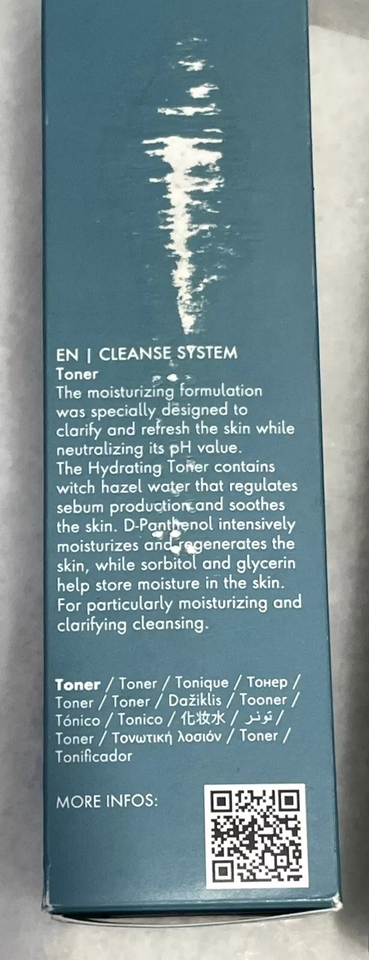 EN | CLEANSE SYSTEM
Toner
The moisturizing formulation
was specially designed to
clarify and refresh the skin while
neutralizing its pH value.
The Hydrating Toner contains
witch hazel water that regulates
sebum production and soothes
the skin. D-Panthenol intensively
moisturizes and regenerates the
skin, while sorbitol and glycerin
help store moisture in the skin.
For particularly moisturizing and
clarifying cleansing.
Toner / Toner / Tonique / Тонер /
Toner / Toner / Dažiklis / Tooner /
Tónico / Tonico / 化妆水 / تونر /
Toner / Τονωτική λοσιόν / Toner /
Tonificador
MORE INFOS: